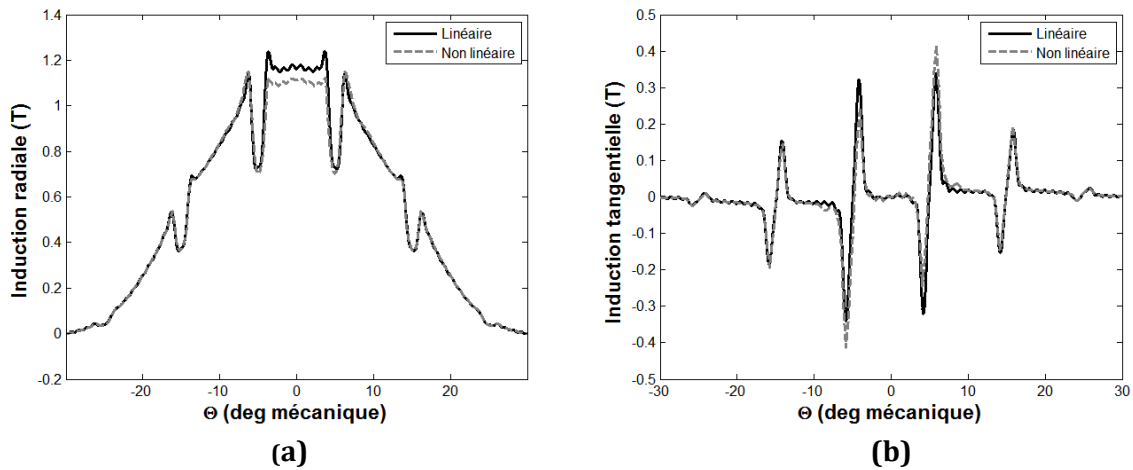 1.4
1.2
1
0.8
0.6
0.4
0.2
0
-0.2
Induction radiale (T)
Linéaire
Non linéaire
-20 -10 0 10 20
Θ (deg mécanique)
(a)
0.5
0.4
0.3
0.2
0.1
0
-0.1
-0.2
-0.3
-0.4
-0.5
Induction tangentielle (T)
Linéaire
Non linéaire
-30 -20 -10 0 10 20 30
Θ (deg mécanique)
(b)